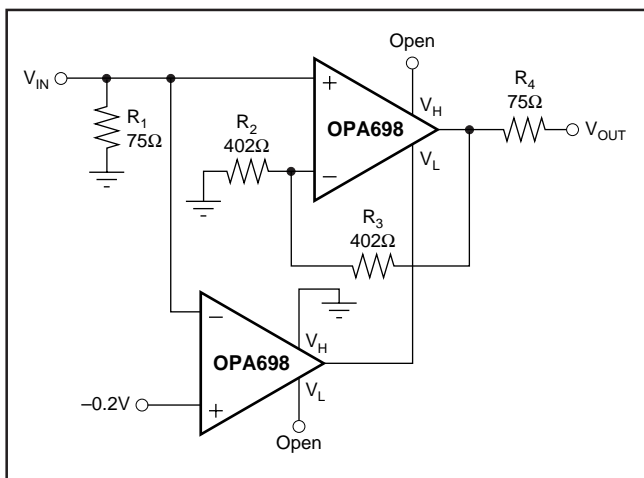 Open
V_IN
R_1
75Ω
+
OPA698
V_H
V_L
−
R_4
75Ω
V_OUT
R_2
402Ω
R_3
402Ω
−
OPA698
V_H
V_L
+
−0.2V
Open